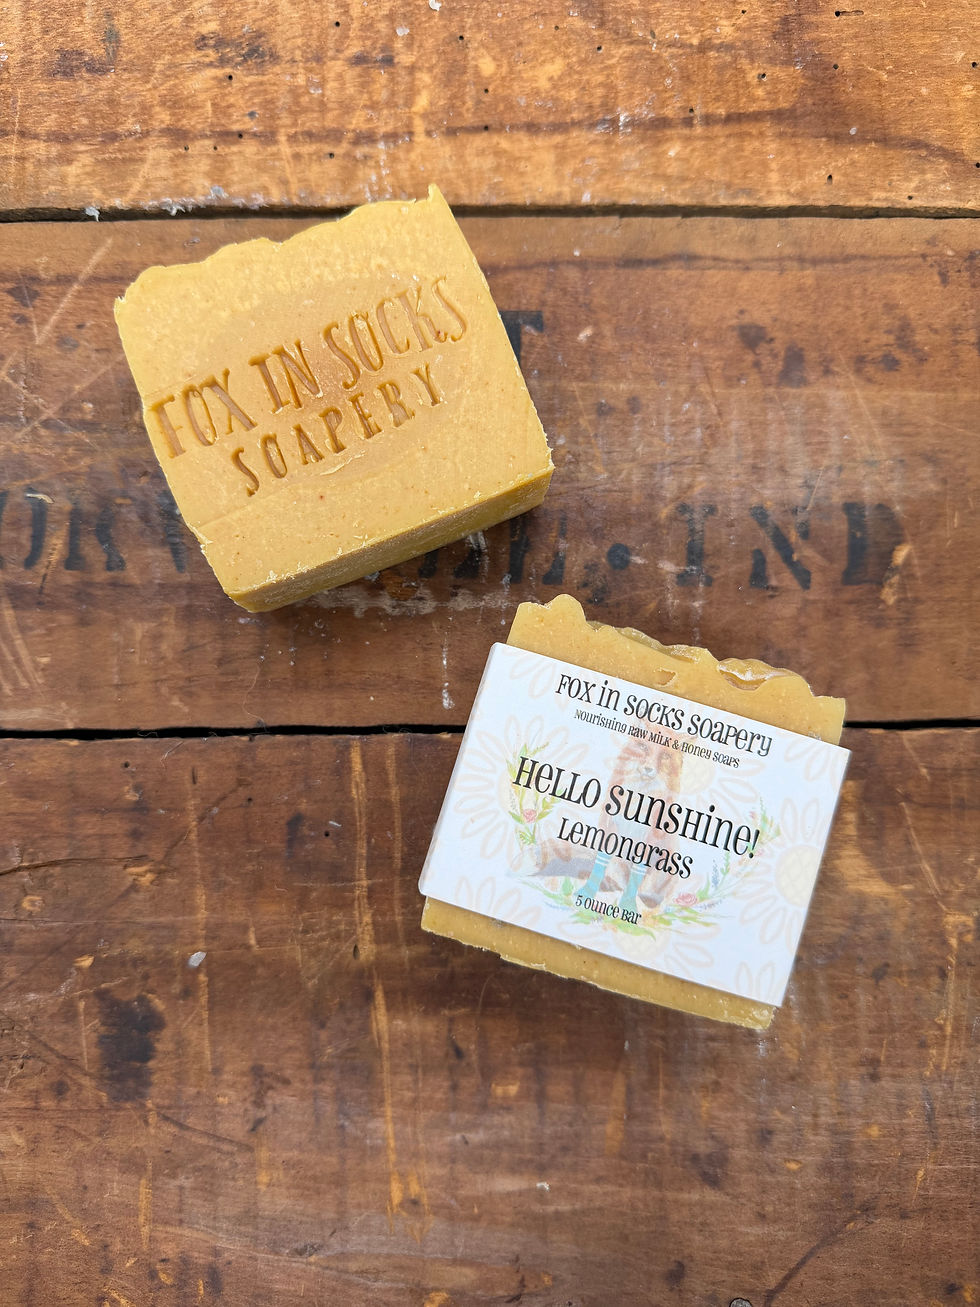 FOX IN SOCKS
SOAPERY
IND
FOX in SOCKS SOAPERY
Nourishing Raw Milk & Honey Soaps
HELLO SUNSHINE!
Lemongrass
5 ounce Bar